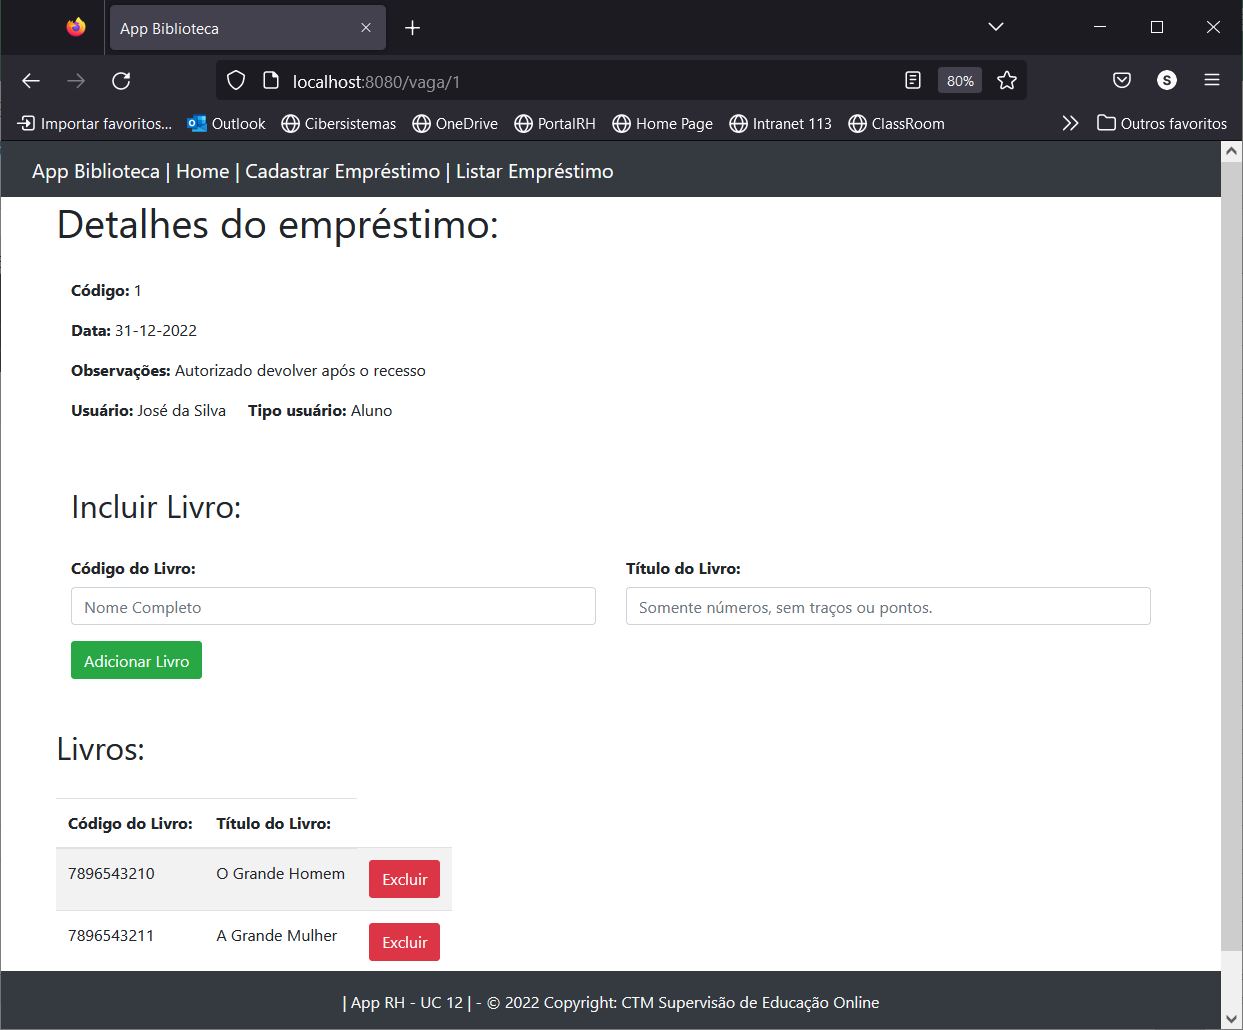 App Biblioteca
localhost:8080/vaga/1
80%
S
Importar favoritos... Outlook Cibersistemas OneDrive PortalRH Home Page Intranet 113 ClassRoom Outros favoritos
App Biblioteca | Home | Cadastrar Empréstimo | Listar Empréstimo
Detalhes do empréstimo:
Código: 1
Data: 31-12-2022
Observações: Autorizado devolver após o recesso
Usuário: José da Silva Tipo usuário: Aluno
Incluir Livro:
Código do Livro: Título do Livro:
Nome Completo Somente números, sem traços ou pontos.
Adicionar Livro
Livros:
Código do Livro: Título do Livro:
7896543210 O Grande Homem Excluir
7896543211 A Grande Mulher Excluir
| App RH - UC 12 | - © 2022 Copyright: CTM Supervisão de Educação Online